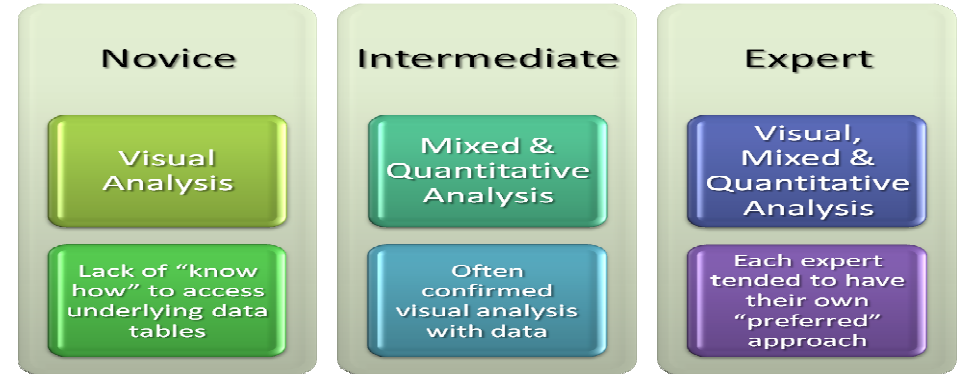 Novice
Visual
Analysis
Lack of “know
how” to access
underlying data
tables
Intermediate
Mixed &
Quantitative
Analysis
Often
confirmed
visual analysis
with data
Expert
Visual,
Mixed &
Quantitative
Analysis
Each expert
tended to have
their own
“preferred”
approach